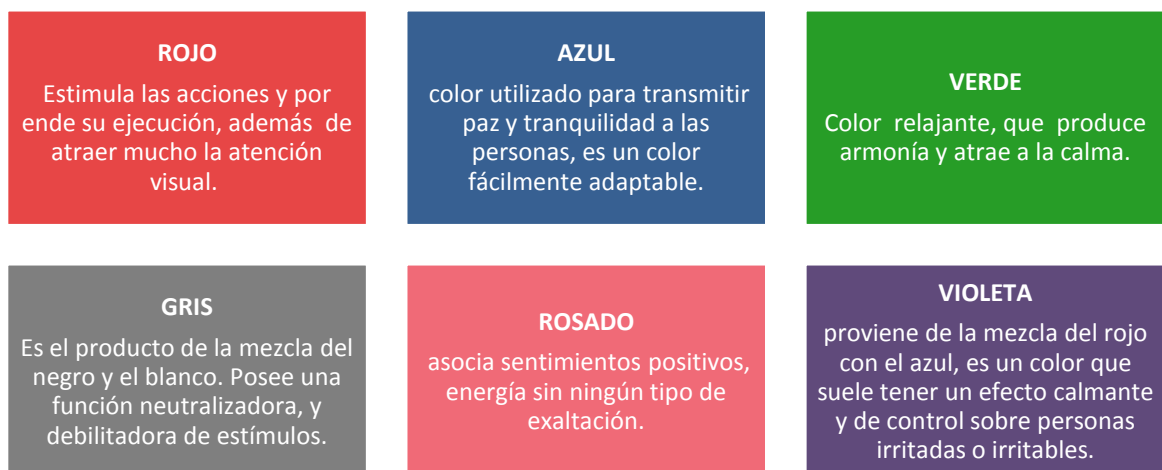 ROJO
Estimula las acciones y por
ende su ejecución, además de
atraer mucho la atención
visual.
AZUL
color utilizado para transmitir
paz y tranquilidad a las
personas, es un color
fácilmente adaptable.
VERDE
Color relajante, que produce
armonía y atrae a la calma.
GRIS
Es el producto de la mezcla del
negro y el blanco. Posee una
función neutralizadora, y
debilitadora de estímulos.
ROSADO
asocia sentimientos positivos,
energía sin ningún tipo de
exaltación.
VIOLETA
proviene de la mezcla del rojo
con el azul, es un color que
suele tener un efecto calmante
y de control sobre personas
irritadas o irritables.